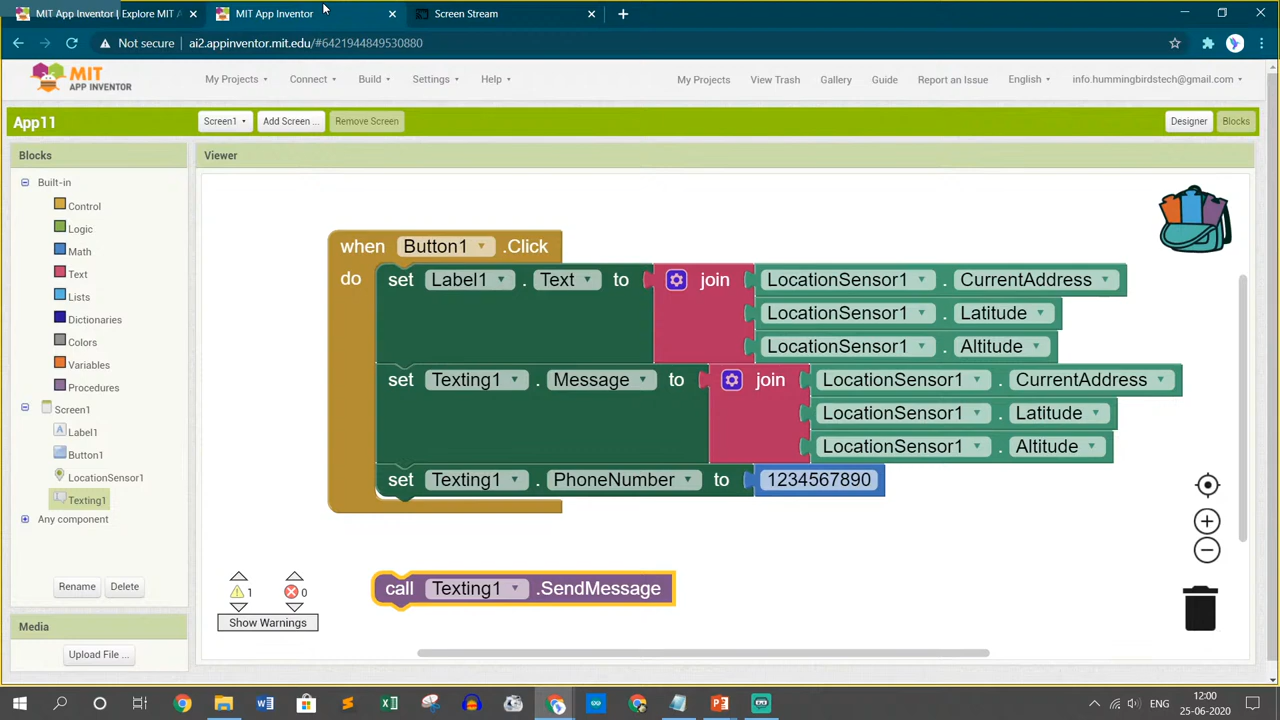 MIT App Inventor | Explore MIT A
MIT App Inventor
Screen Stream
Not secure
ai2.appinventor.mit.edu/#6421944849530880
MIT
APP INVENTOR
My Projects
Connect
Build
Settings
Help
My Projects
View Trash
Gallery
Guide
Report an Issue
English
info.hummingbirdstech@gmail.com
App11
Screen1
Add Screen ...
Remove Screen
Designer
Blocks
Blocks
Viewer
Built-in
Control
Logic
Math
Text
Lists
Dictionaries
Colors
Variables
Procedures
Screen1
Label1
Button1
LocationSensor1
Texting1
Any component
Rename
Delete
Media
Upload File ...
when Button1 .Click
do set Label1 . Text to join LocationSensor1 . CurrentAddress
LocationSensor1 . Latitude
LocationSensor1 . Altitude
set Texting1 . Message to join LocationSensor1 . CurrentAddress
LocationSensor1 . Latitude
LocationSensor1 . Altitude
set Texting1 . PhoneNumber to 1234567890
call Texting1 .SendMessage
1
0
Show Warnings
ENG
12:00
25-06-2020